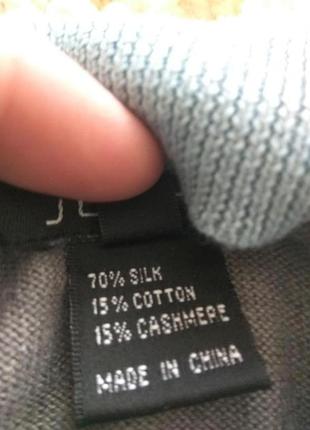 70% SILK
15% COTTON
15% CASHMERE
MADE IN CHINA